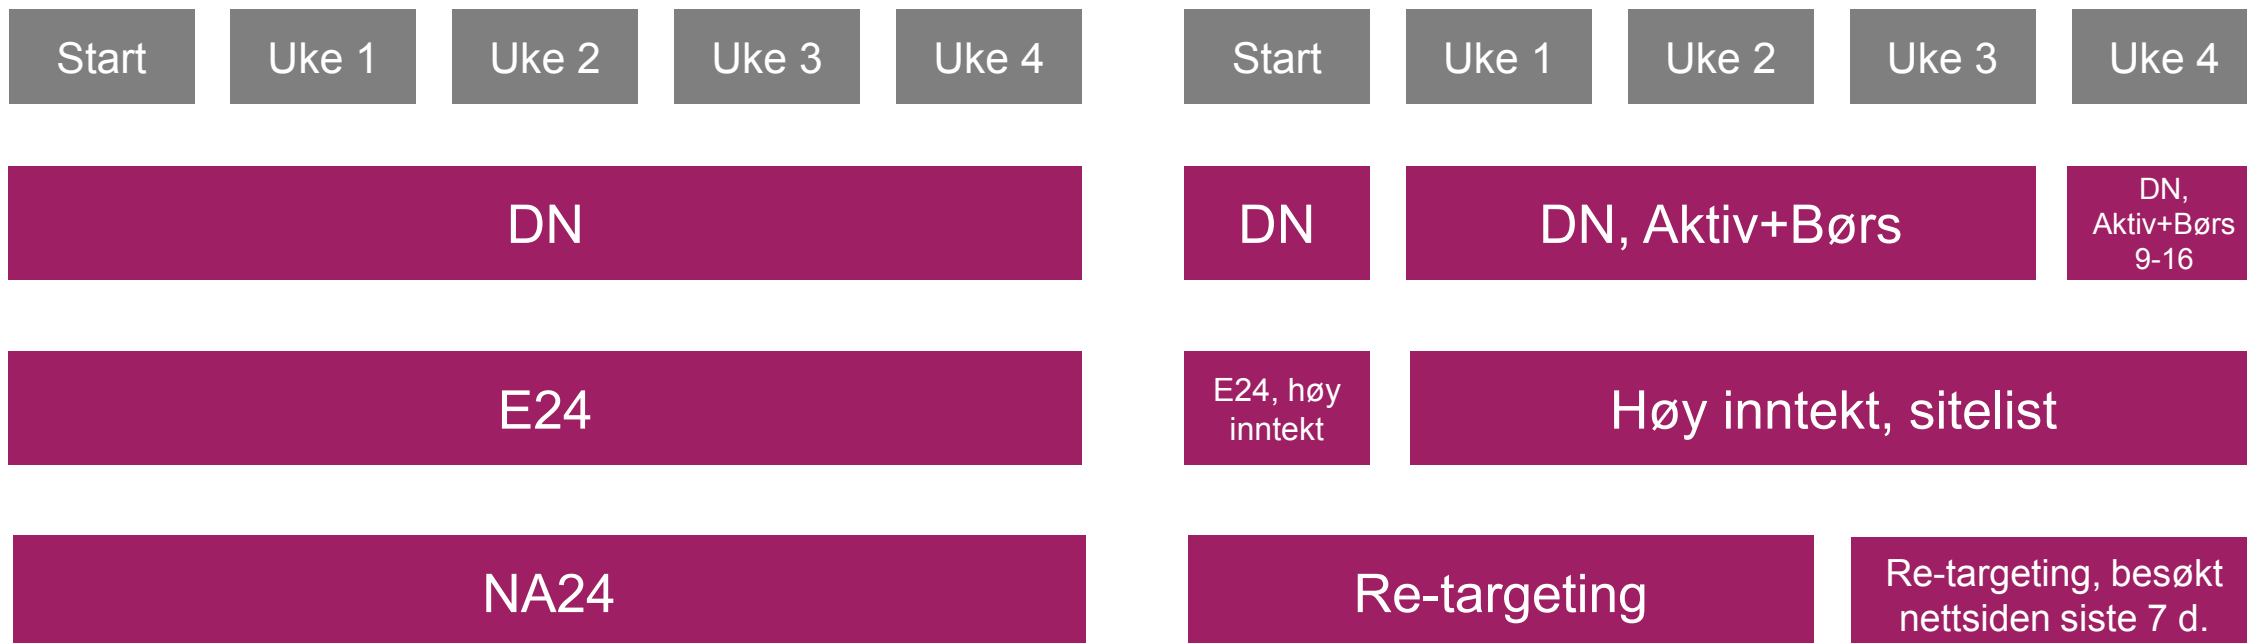 Start
Uke 1
Uke 2
Uke 3
Uke 4
Start
Uke 1
Uke 2
Uke 3
Uke 4
DN
DN
DN, Aktiv+Børs
DN,
Aktiv+Børs
9-16
E24
E24, høy
inntekt
Høy inntekt, sitelist
NA24
Re-targeting
Re-targeting, besøkt
nettsiden siste 7 d.